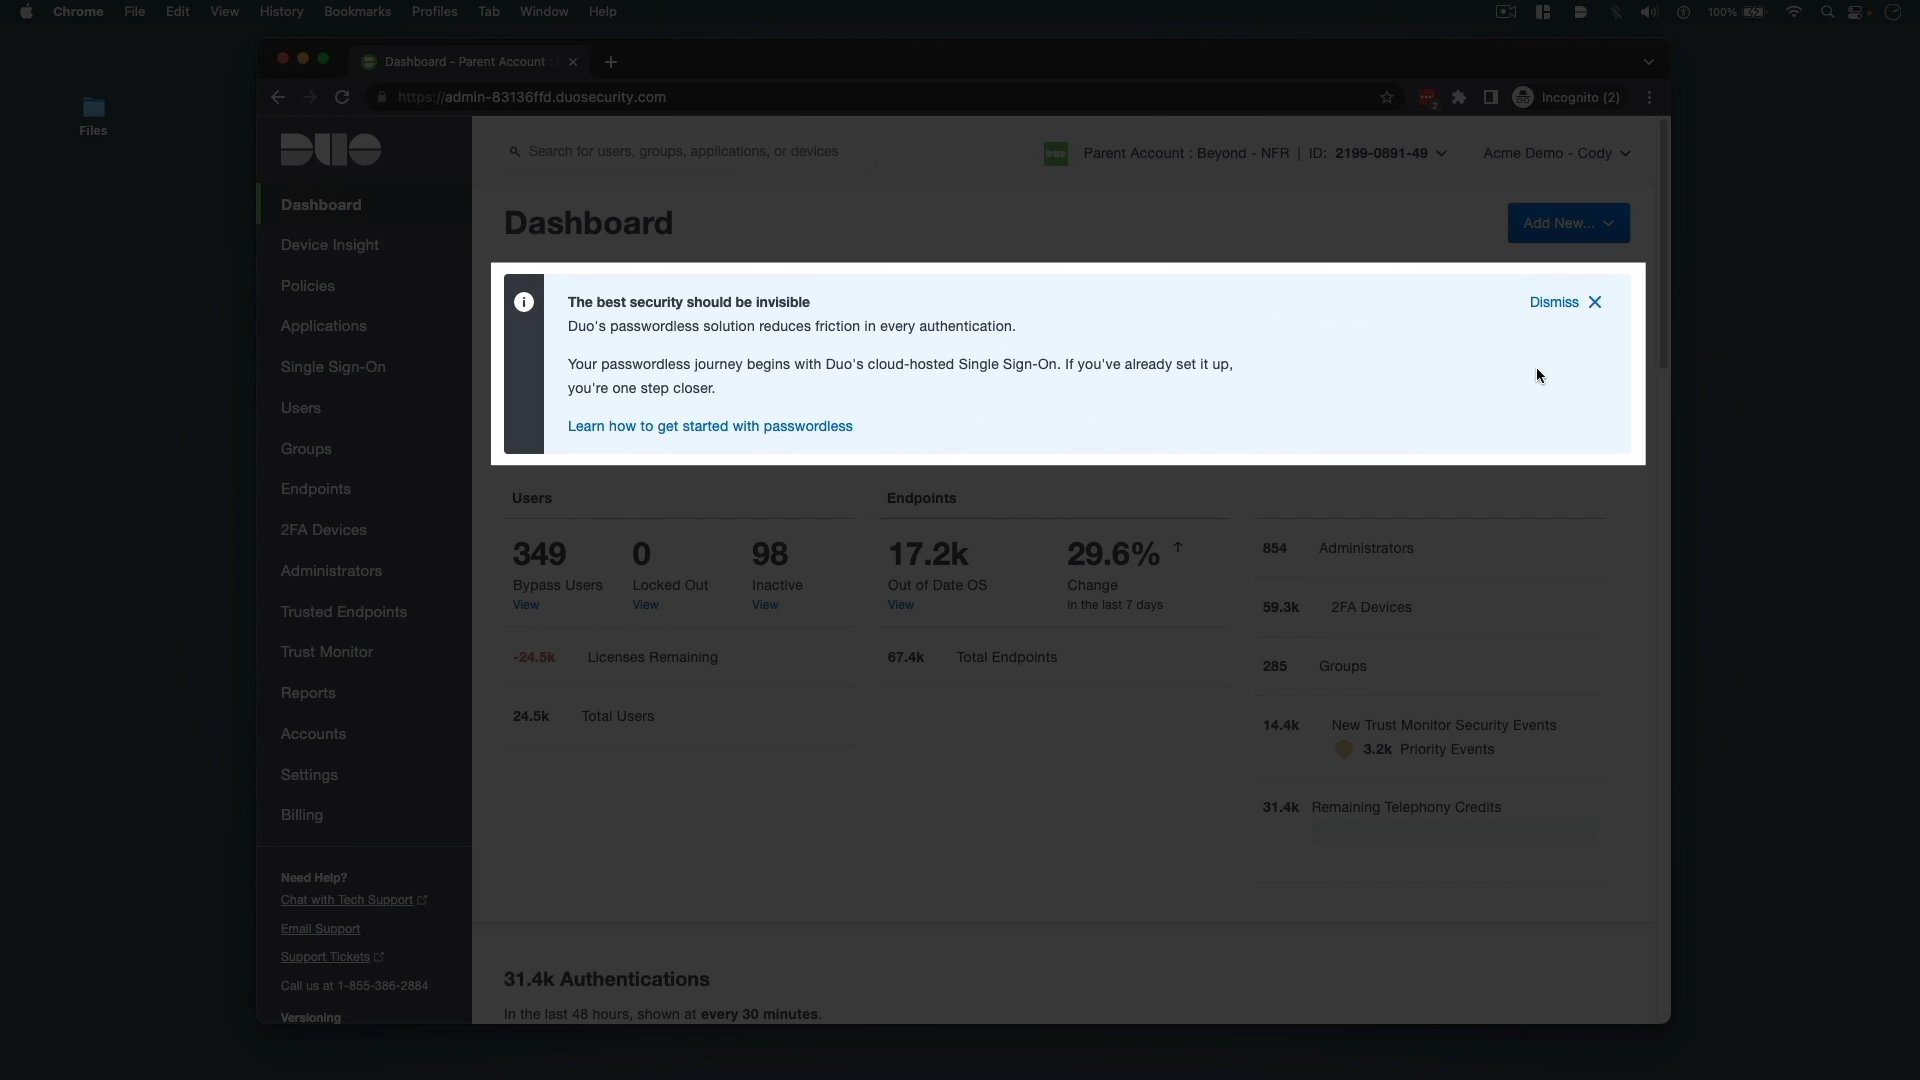 Chrome File Edit View History Bookmarks Profiles Tab Window Help
100%
Files
Dashboard - Parent Account :
https://admin-83136ffd.duosecurity.com
2
Incognito (2)
DUO
Search for users, groups, applications, or devices
Parent Account : Beyond - NFR | ID: 2199-0891-49
Acme Demo - Cody
Dashboard
Device Insight
Policies
Applications
Single Sign-On
Users
Groups
Endpoints
2FA Devices
Administrators
Trusted Endpoints
Trust Monitor
Reports
Accounts
Settings
Billing
Need Help?
Chat with Tech Support
Email Support
Support Tickets
Call us at 1-855-386-2884
Versioning
Dashboard
Add New...
The best security should be invisible
Dismiss
Duo's passwordless solution reduces friction in every authentication.
Your passwordless journey begins with Duo's cloud-hosted Single Sign-On. If you've already set it up,
you're one step closer.
Learn how to get started with passwordless
Users
349 0 98
Bypass Users Locked Out Inactive
View View View
-24.5k Licenses Remaining
24.5k Total Users
Endpoints
17.2k 29.6% ↑
Out of Date OS Change
View in the last 7 days
67.4k Total Endpoints
854 Administrators
59.3k 2FA Devices
285 Groups
14.4k New Trust Monitor Security Events
3.2k Priority Events
31.4k Remaining Telephony Credits
31.4k Authentications
In the last 48 hours, shown at every 30 minutes.